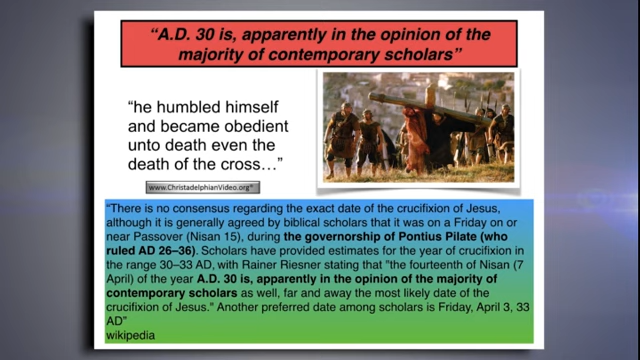 “A.D. 30 is, apparently in the opinion of the
majority of contemporary scholars”
“he humbled himself
and became obedient
unto death even the
death of the cross…”
www.ChristadelphianVideo.org°
“There is no consensus regarding the exact date of the crucifixion of Jesus,
although it is generally agreed by biblical scholars that it was on a Friday on or
near Passover (Nisan 15), during the governorship of Pontius Pilate (who
ruled AD 26–36). Scholars have provided estimates for the year of crucifixion in
the range 30–33 AD, with Rainer Riesner stating that "the fourteenth of Nisan (7
April) of the year A.D. 30 is, apparently in the opinion of the majority of
contemporary scholars as well, far and away the most likely date of the
crucifixion of Jesus." Another preferred date among scholars is Friday, April 3, 33
AD”
wikipedia